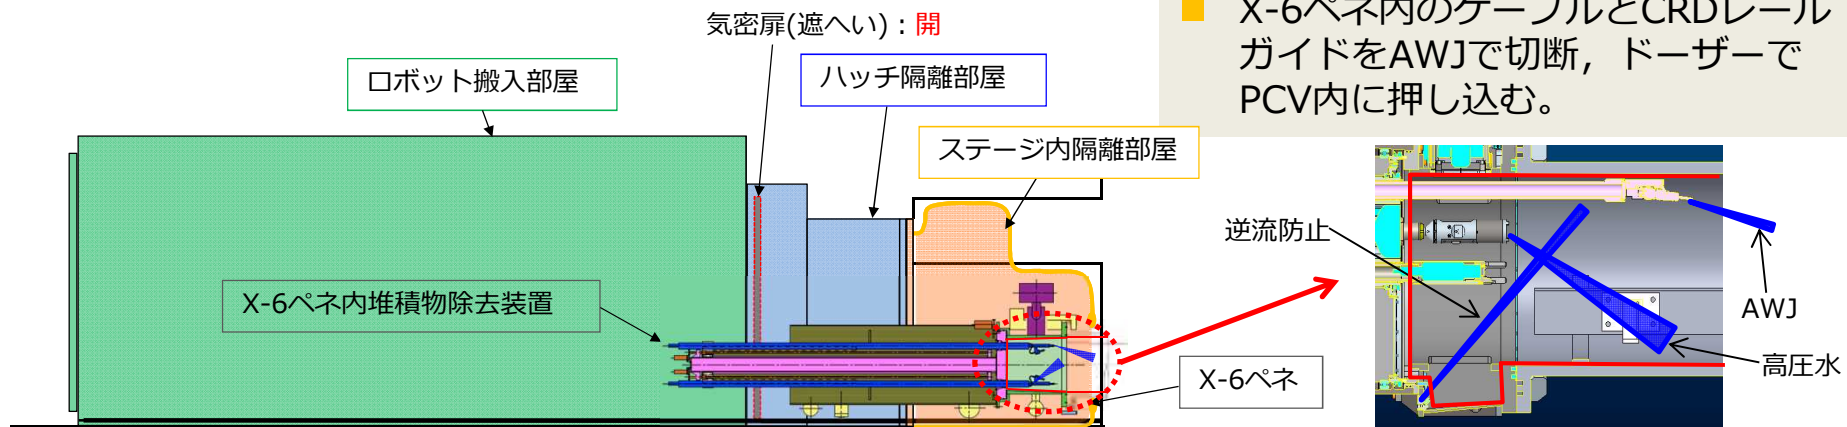 X-6ペネ内のケーブルとCRDレール
ガイドをAWJで切断，ドーザーで
PCV内に押し込む。
気密扉(遮へい)：開
ロボット搬入部屋
ハッチ隔離部屋
ステージ内隔離部屋
X-6ペネ内堆積物除去装置
X-6ペネ
逆流防止
AWJ
高圧水